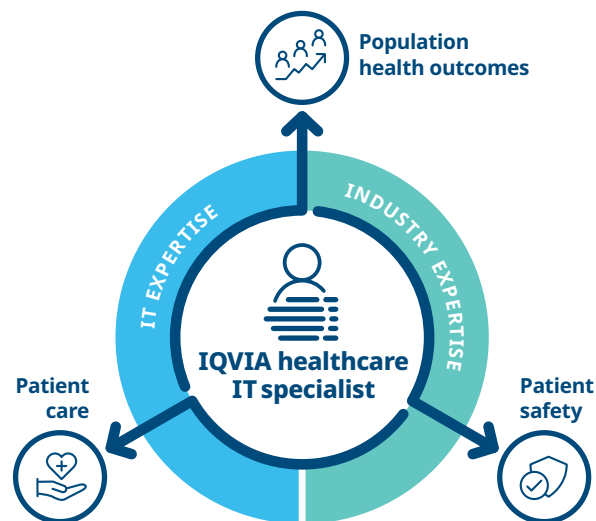 Population
health outcomes
IT EXPERTISE
INDUSTRY EXPERTISE
IQVIA healthcare
IT specialist
Patient
care
Patient
safety